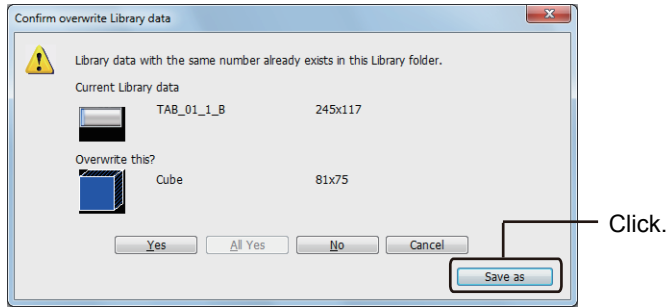 Confirm overwrite Library data
Library data with the same number already exists in this Library folder.
Current Library data
TAB_01_1_B 245x117
Overwrite this?
Cube 81x75
Yes All Yes No Cancel
Click.
Save as